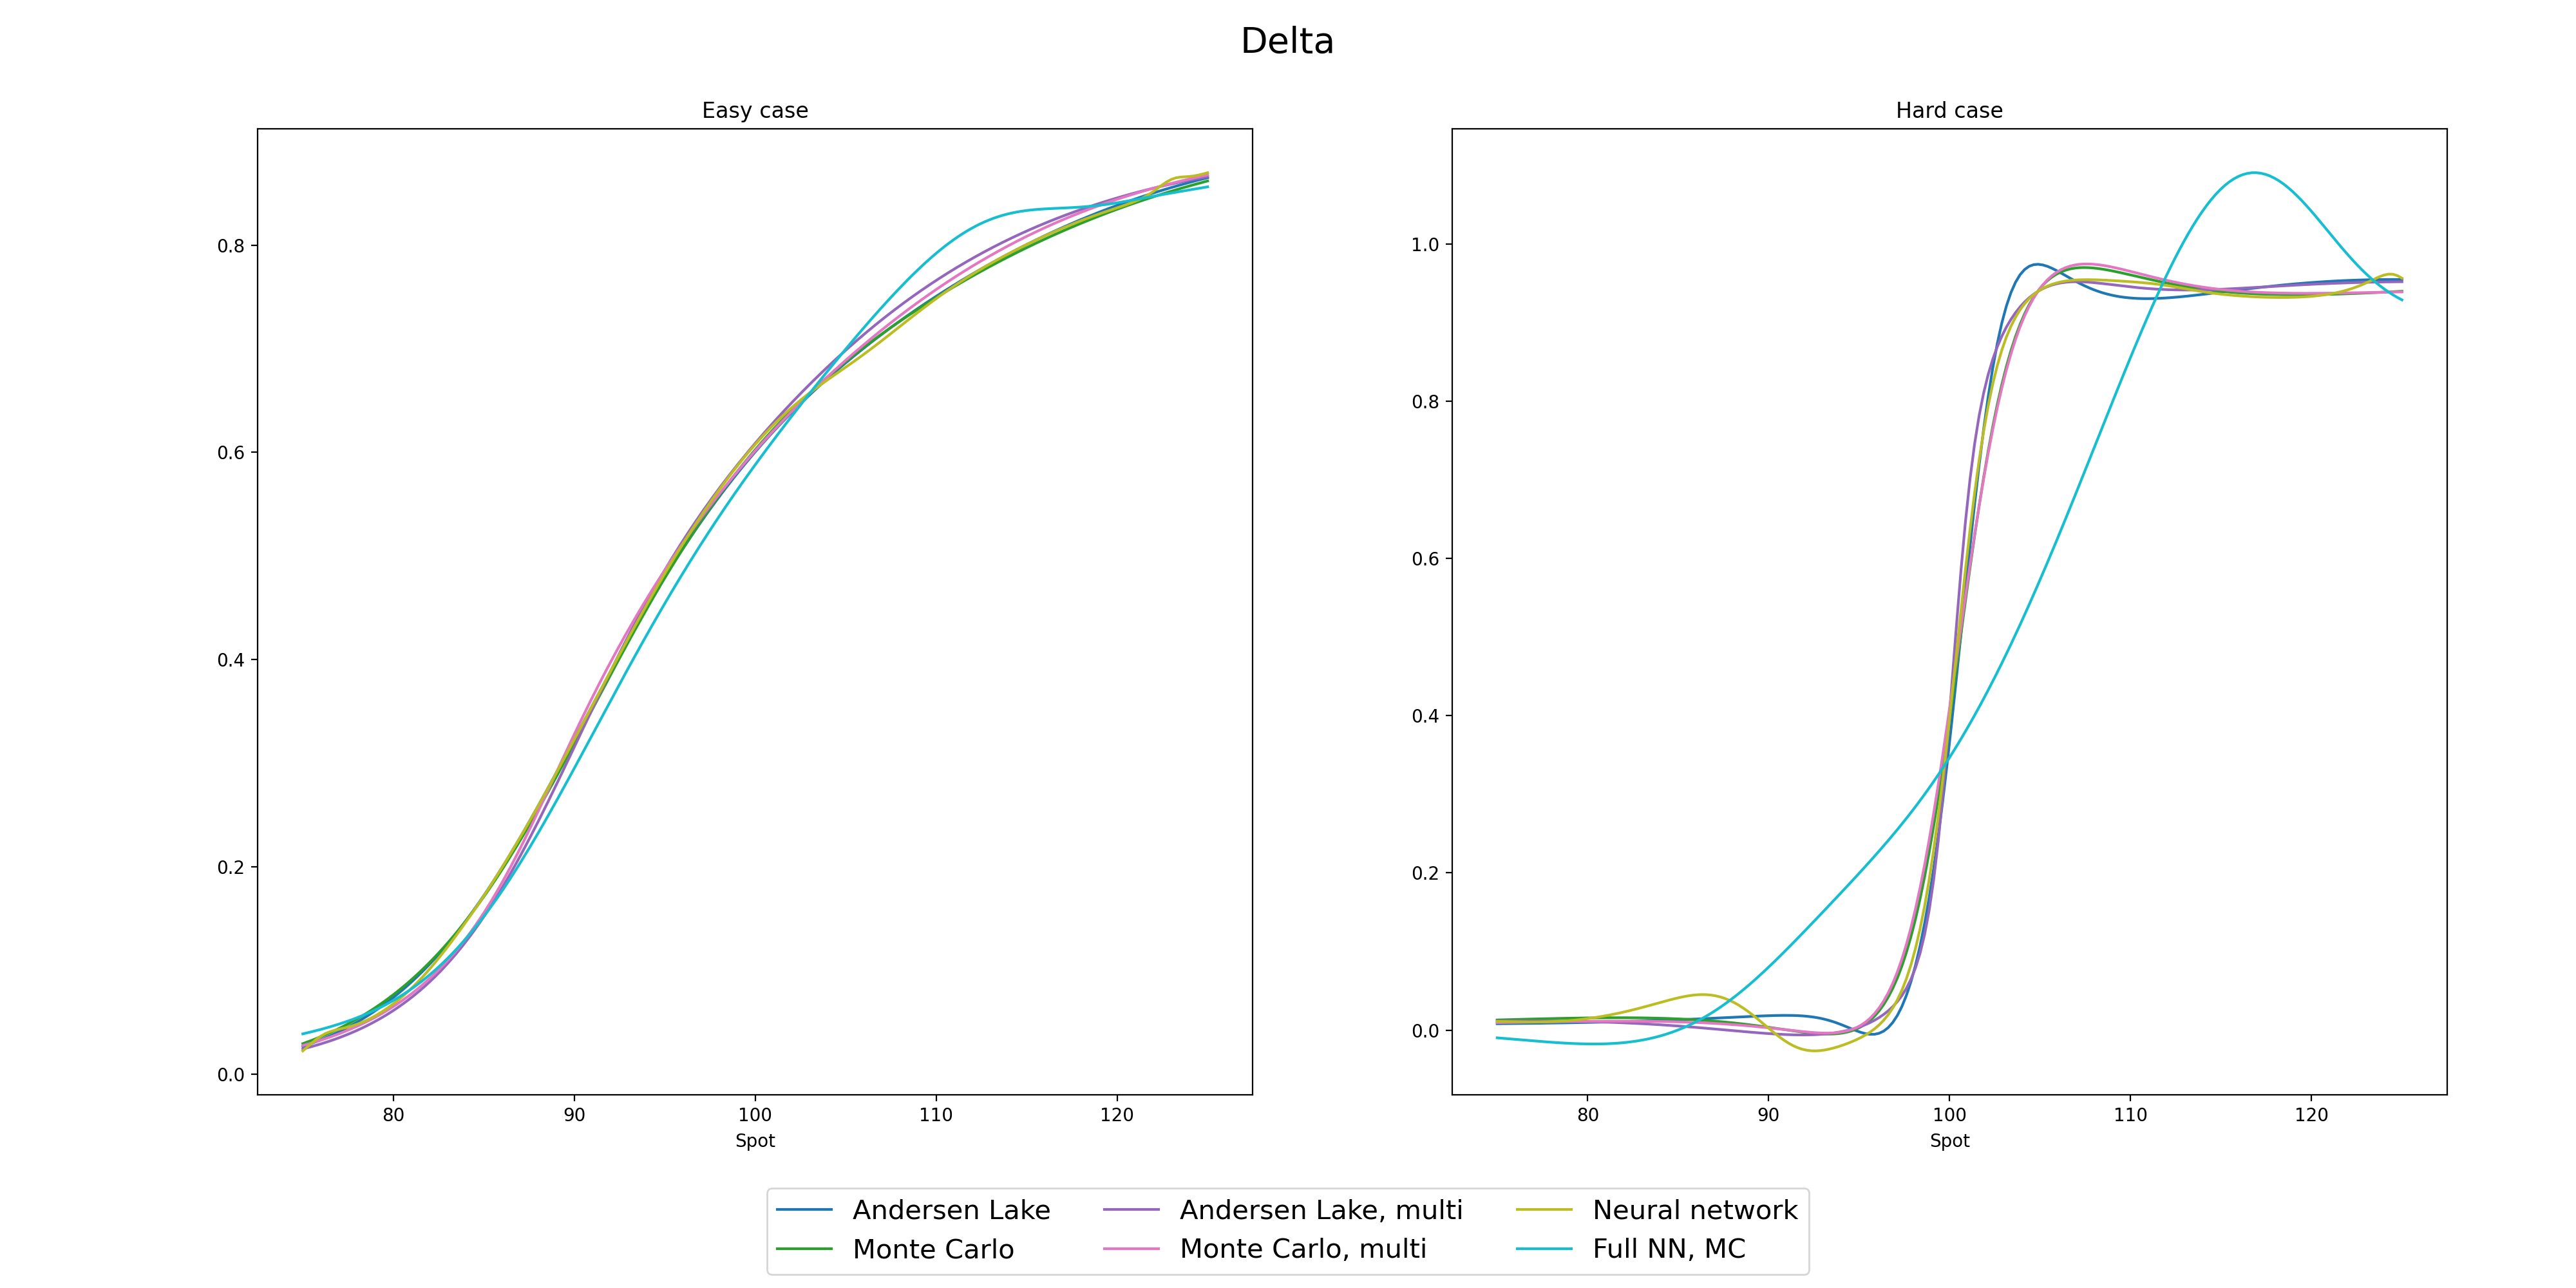 Delta
Easy case
0.8
0.6
0.4
0.2
0.0
80 90 100 110 120
Spot
Hard case
1.0
0.8
0.6
0.4
0.2
0.0
80 90 100 110 120
Spot
Andersen Lake Andersen Lake, multi Neural network
Monte Carlo Monte Carlo, multi Full NN, MC